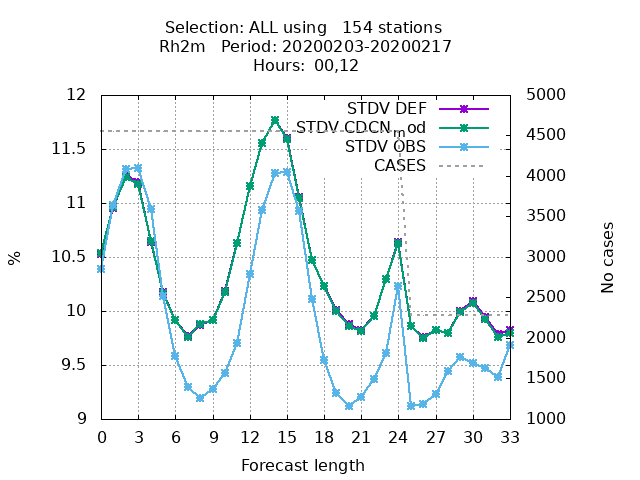 Selection: ALL using   154 stations
Rh2m   Period: 20200203-20200217
Hours:  00,12
12
11.5
11
10.5
10
9.5
9
%
STDV DEF
STDV CDCN_mod
STDV OBS
CASES
5000
4500
4000
3500
3000
2500
2000
1500
1000
No cases
0 3 6 9 12 15 18 21 24 27 30 33
Forecast length